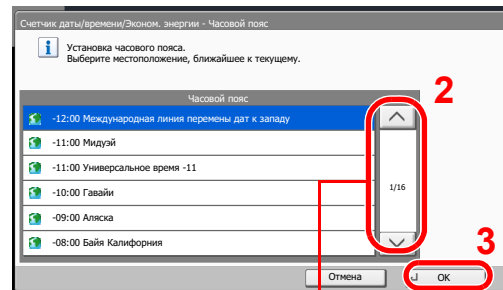 Счетчик даты/времени/Эконом. энергии - Часовой пояс
Установка часового пояса.
Выберите местоположение, ближайшее к текущему.
Часовой пояс
2
-12:00 Международная линия перемены дат к западу
-11:00 Мидуэй
-11:00 Универсальное время -11
-10:00 Гавайи
1/16
-09:00 Аляска
-08:00 Байя Калифорния
3
Отмена
OK